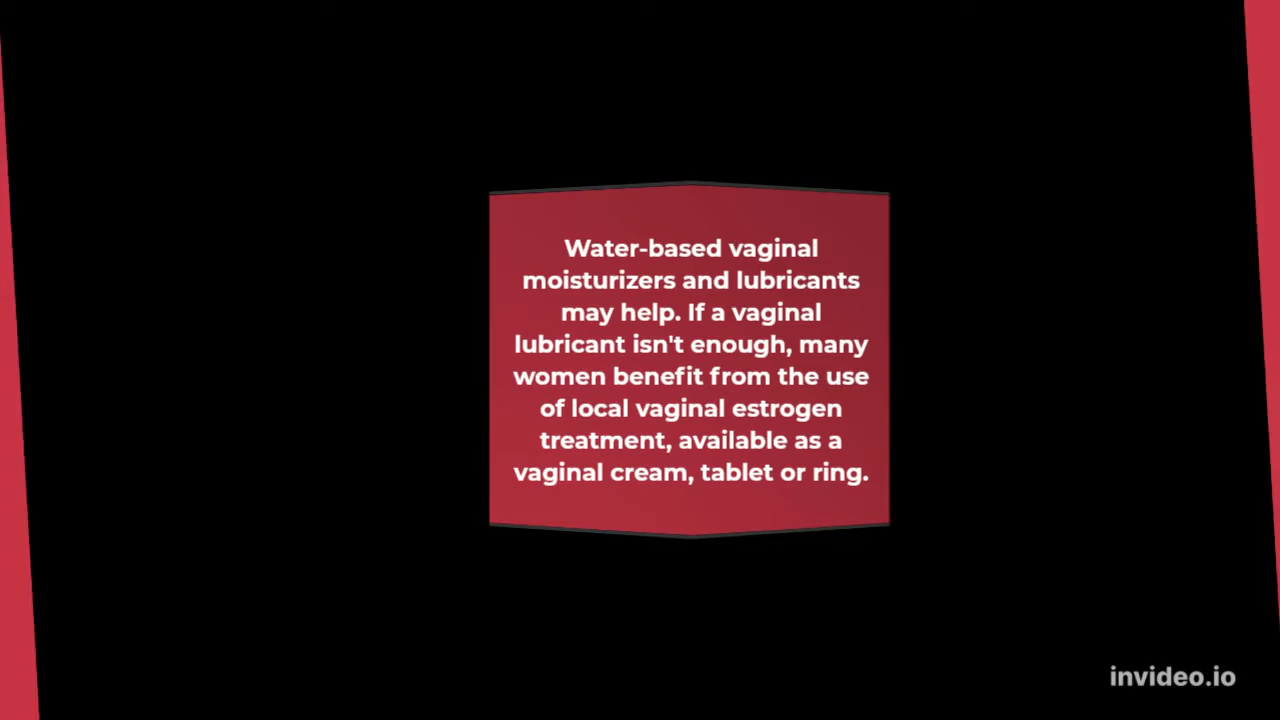 Water-based vaginal
moisturizers and lubricants
may help. If a vaginal
lubricant isn't enough, many
women benefit from the use
of local vaginal estrogen
treatment, available as a
vaginal cream, tablet or ring.
invideo.io